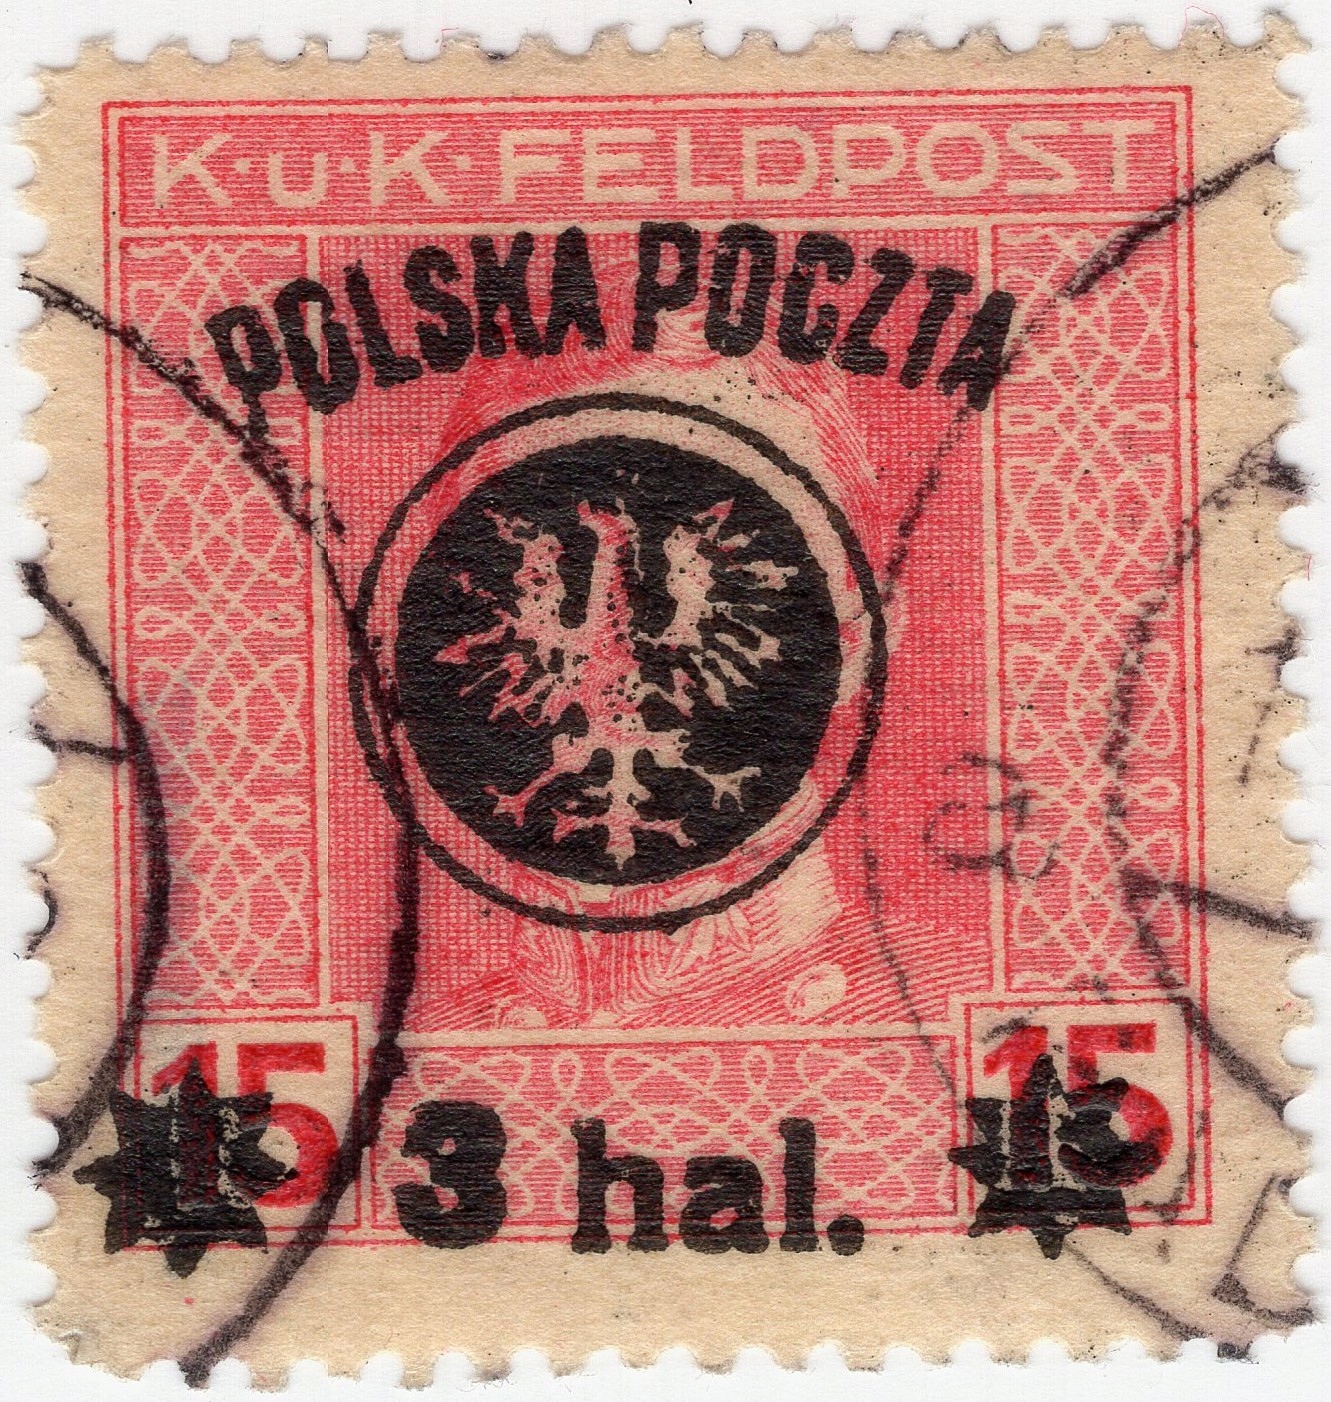 K·u·K·FELDPOST
POLSKA POCZTA
15 15
3 hal.